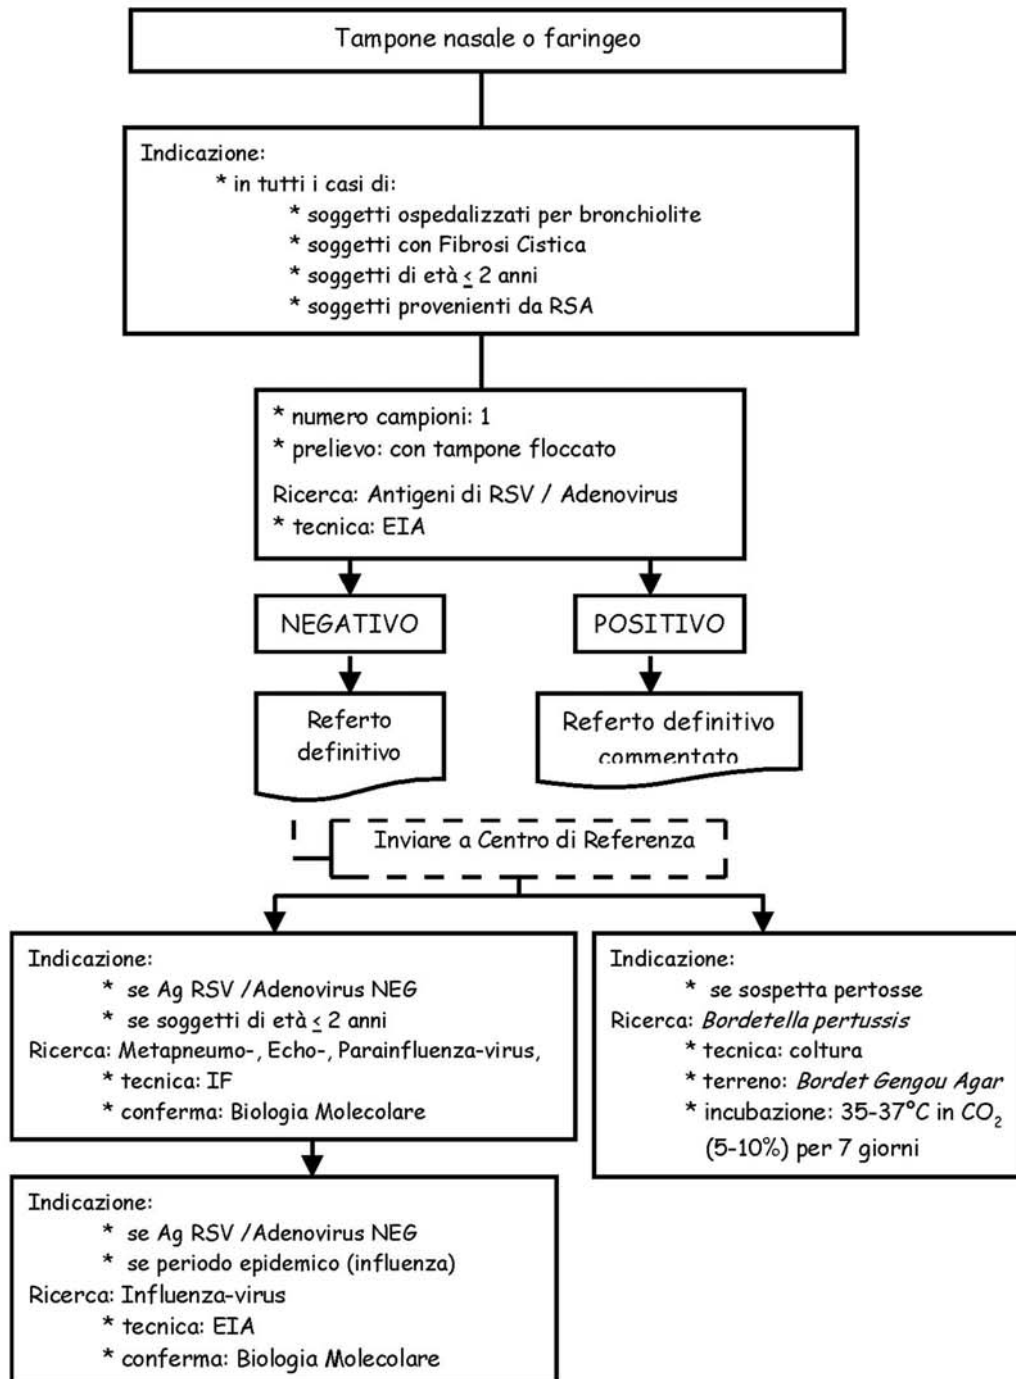 Tampone nasale o faringeo
Indicazione:
* in tutti i casi di:
* soggetti ospedalizzati per bronchiolite
* soggetti con Fibrosi Cistica
* soggetti di età ≤ 2 anni
* soggetti provenienti da RSA
* numero campioni: 1
* prelievo: con tampone floccato
Ricerca: Antigeni di RSV / Adenovirus
* tecnica: EIA
NEGATIVO
POSITIVO
Referto
definitivo
Referto definitivo
commentato
Inviare a Centro di Referenza
Indicazione:
* se Ag RSV /Adenovirus NEG
* se soggetti di età ≤ 2 anni
Ricerca: Metapneumo-, Echo-, Parainfluenza-virus,
* tecnica: IF
* conferma: Biologia Molecolare
Indicazione:
* se sospetta pertosse
Ricerca: Bordetella pertussis
* tecnica: coltura
* terreno: Bordet Gengou Agar
* incubazione: 35-37°C in CO₂
(5-10%) per 7 giorni
Indicazione:
* se Ag RSV /Adenovirus NEG
* se periodo epidemico (influenza)
Ricerca: Influenza-virus
* tecnica: EIA
* conferma: Biologia Molecolare